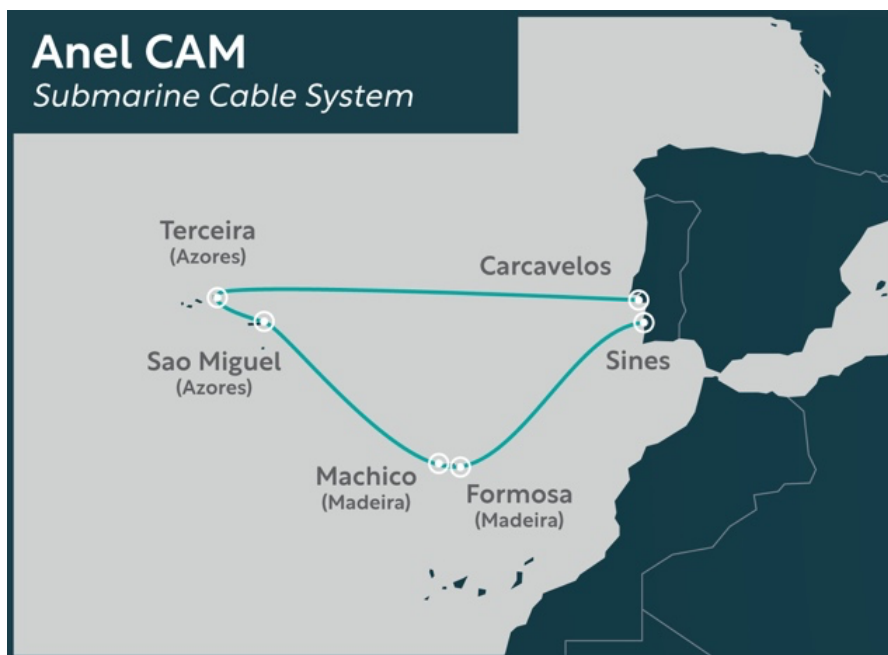 Anel CAM
Submarine Cable System
Terceira
(Azores)
Carcavelos
Sao Miguel
(Azores)
Sines
Machico
(Madeira)
Formosa
(Madeira)